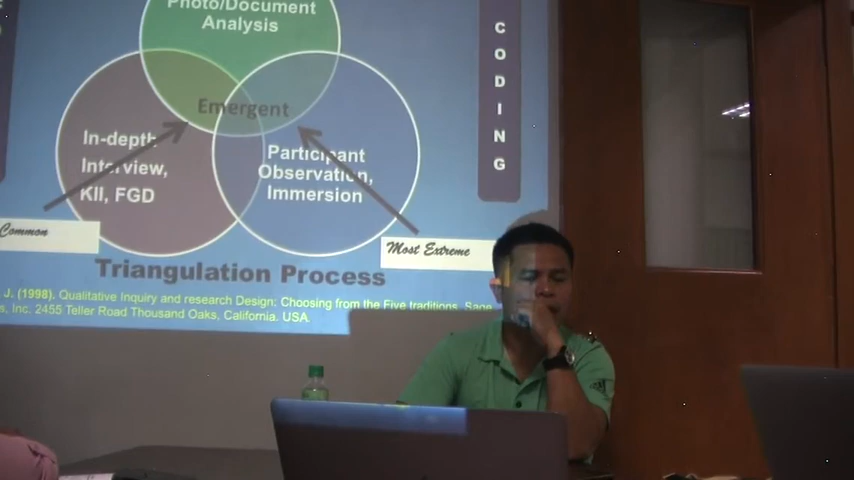 Photo/Document
Analysis
CODING
Emergent
In-depth
Interview,
KII, FGD
Participant
Observation,
Immersion
Common
Most Extreme
Triangulation Process
J. (1998). Qualitative Inquiry and research Design; Choosing from the Five traditions. Sage
Inc. 2455 Teller Road Thousand Oaks, California. USA